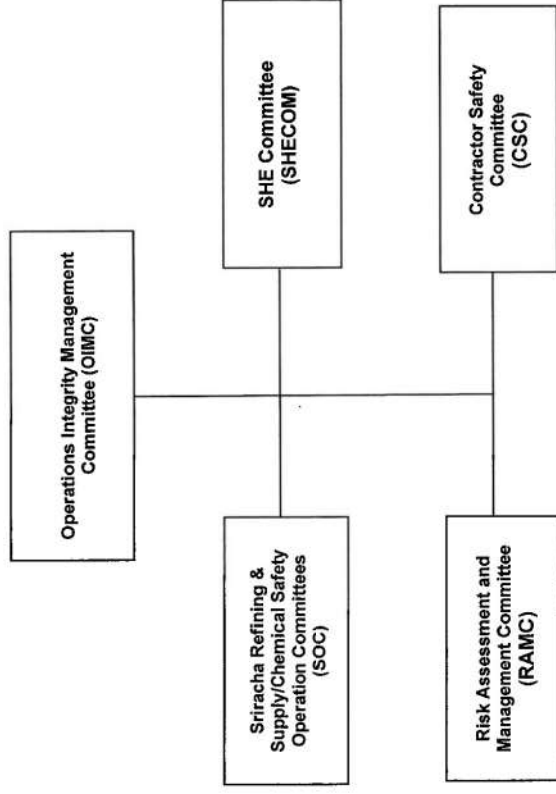 Operations Integrity Management
Committee (OIMC)
Sriracha Refining &
Supply/Chemical Safety
Operation Committees
(SOC)
SHE Committee
(SHECOM)
Risk Assessment and
Management Committee
(RAMC)
Contractor Safety
Committee
(CSC)